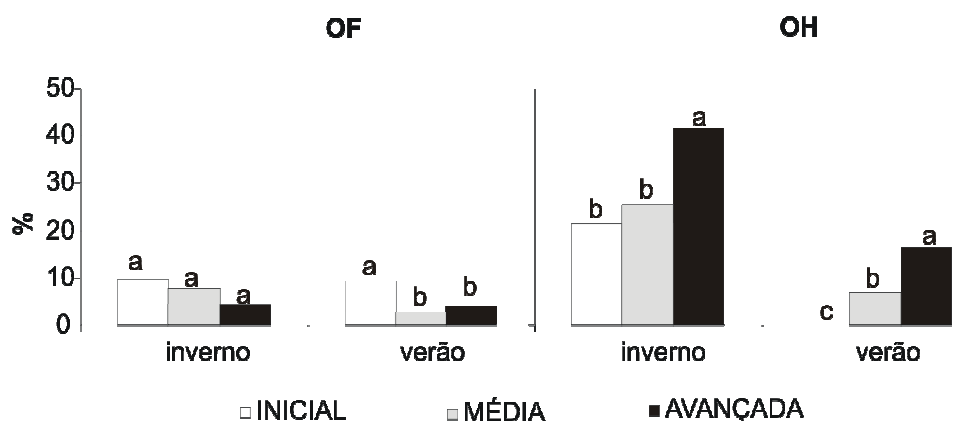 OF OH
50
40
30
20
10
0
%
a a a a b b
b b a c b a
inverno verão inverno verão
INICIAL MÉDIA AVANÇADA